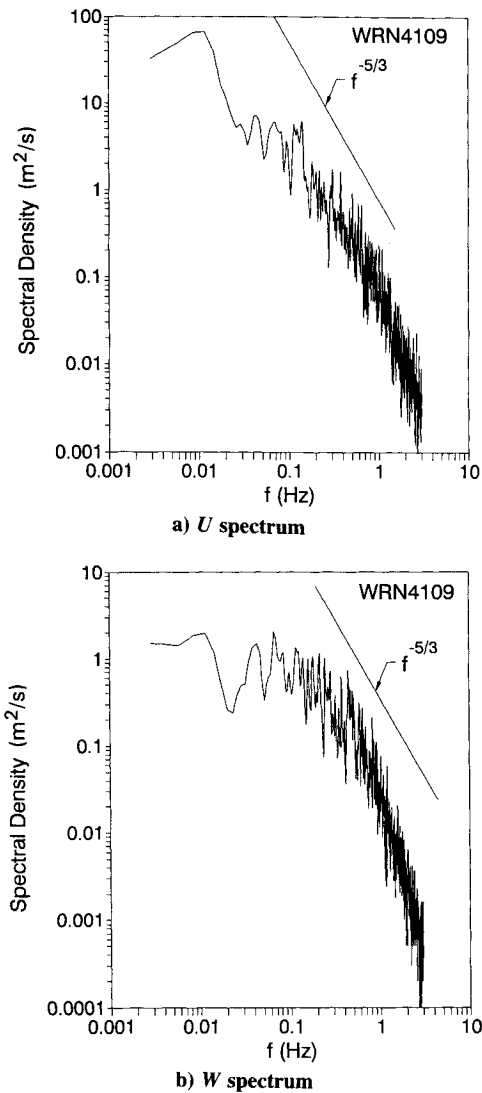 100
WRN4109
f^-5/3
10
1
0.1
0.01
0.001
Spectral Density (m²/s)
0.001 0.01 0.1 1 10
f (Hz)
a) U spectrum
10
WRN4109
f^-5/3
1
0.1
0.01
0.001
0.0001
Spectral Density (m²/s)
0.001 0.01 0.1 1 10
f (Hz)
b) W spectrum